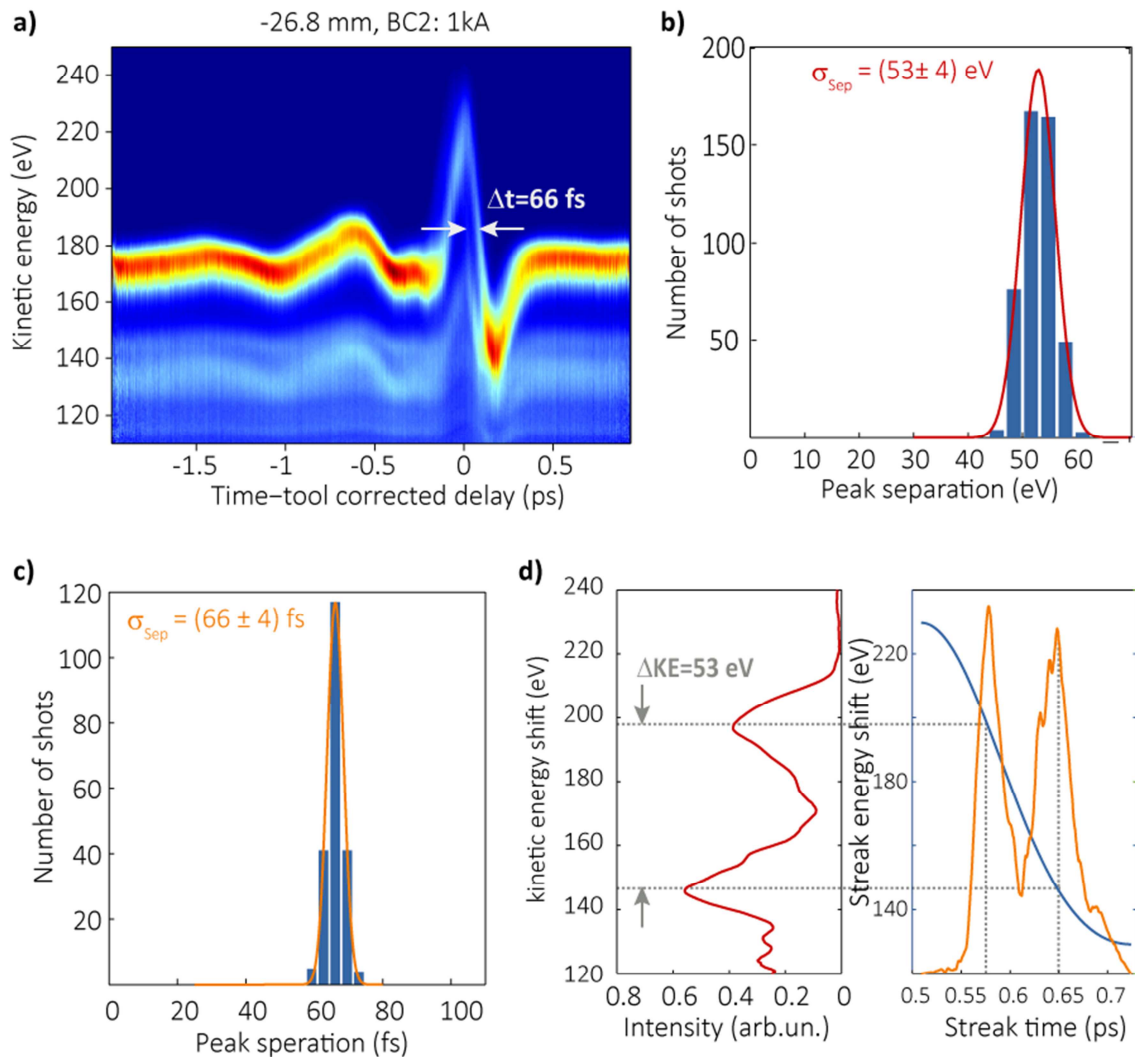 a)
-26.8 mm, BC2: 1kA
Kinetic energy (eV)
240
220
200
180
160
140
120
Δt=66 fs
-1.5 -1 -0.5 0 0.5
Time-tool corrected delay (ps)
b)
Number of shots
200
150
100
50
σSep = (53± 4) eV
0 10 20 30 40 50 60
Peak separation (eV)
c)
Number of shots
120
100
80
60
40
20
σSep = (66 ± 4) fs
0 20 40 60 80 100
Peak speration (fs)
d)
kinetic energy shift (eV)
240
220
200
180
160
140
120
ΔKE=53 eV
0.8 0.6 0.4 0.2 0
Intensity (arb.un.)
Streak energy shift (eV)
220
180
140
0.5 0.55 0.6 0.65 0.7
Streak time (ps)